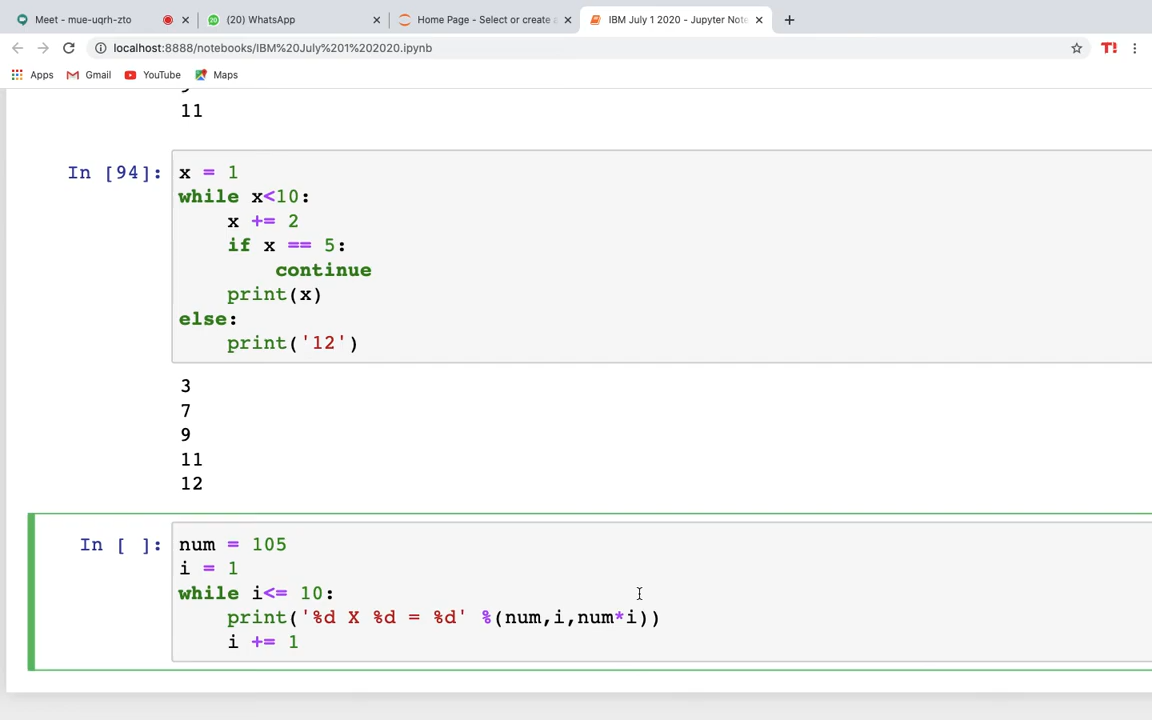 Meet - mue-uqrh-zto
(20) WhatsApp
Home Page - Select or create a
IBM July 1 2020 - Jupyter Note
localhost:8888/notebooks/IBM%20July%201%202020.ipynb
T!
Apps
Gmail
YouTube
Maps
11
In [94]:
x = 1
while x<10:
    x += 2
    if x == 5:
        continue
    print(x)
else:
    print('12')
3
7
9
11
12
In [ ]:
num = 105
i = 1
while i<= 10:
    print('%d X %d = %d' %(num,i,num*i))
    i += 1